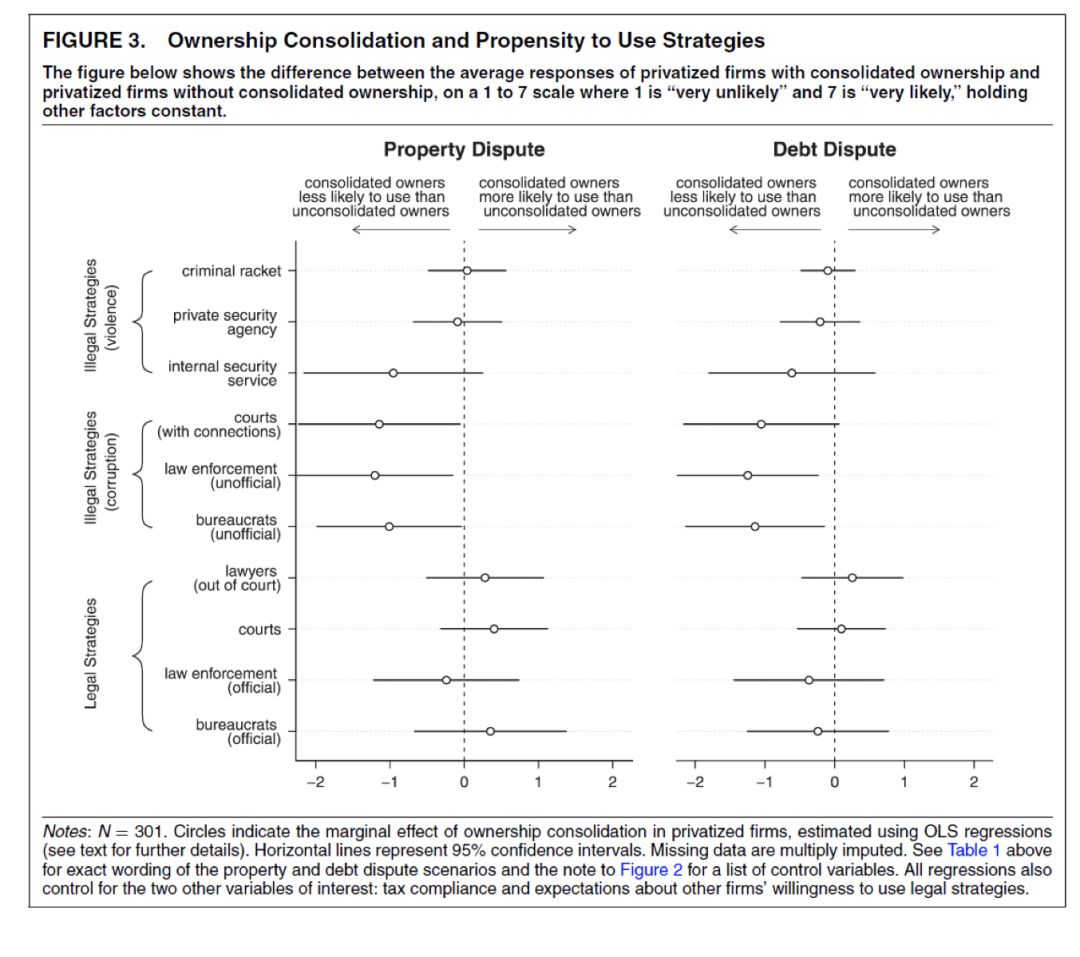 FIGURE 3. Ownership Consolidation and Propensity to Use Strategies
The figure below shows the difference between the average responses of privatized firms with consolidated ownership and
privatized firms without consolidated ownership, on a 1 to 7 scale where 1 is “very unlikely” and 7 is “very likely,” holding
other factors constant.
Property Dispute
consolidated owners
less likely to use than
unconsolidated owners
consolidated owners
more likely to use than
unconsolidated owners
Debt Dispute
consolidated owners
less likely to use than
unconsolidated owners
consolidated owners
more likely to use than
unconsolidated owners
Illegal Strategies
(violence)
criminal racket
private security
agency
internal security
service
Illegal Strategies
(corruption)
courts
(with connections)
law enforcement
(unofficial)
bureaucrats
(unofficial)
Legal Strategies
lawyers
(out of court)
courts
law enforcement
(official)
bureaucrats
(official)
−2 −1 0 1 2
−2 −1 0 1 2
Notes: N = 301. Circles indicate the marginal effect of ownership consolidation in privatized firms, estimated using OLS regressions
(see text for further details). Horizontal lines represent 95% confidence intervals. Missing data are multiply imputed. See Table 1 above
for exact wording of the property and debt dispute scenarios and the note to Figure 2 for a list of control variables. All regressions also
control for the two other variables of interest: tax compliance and expectations about other firms’ willingness to use legal strategies.